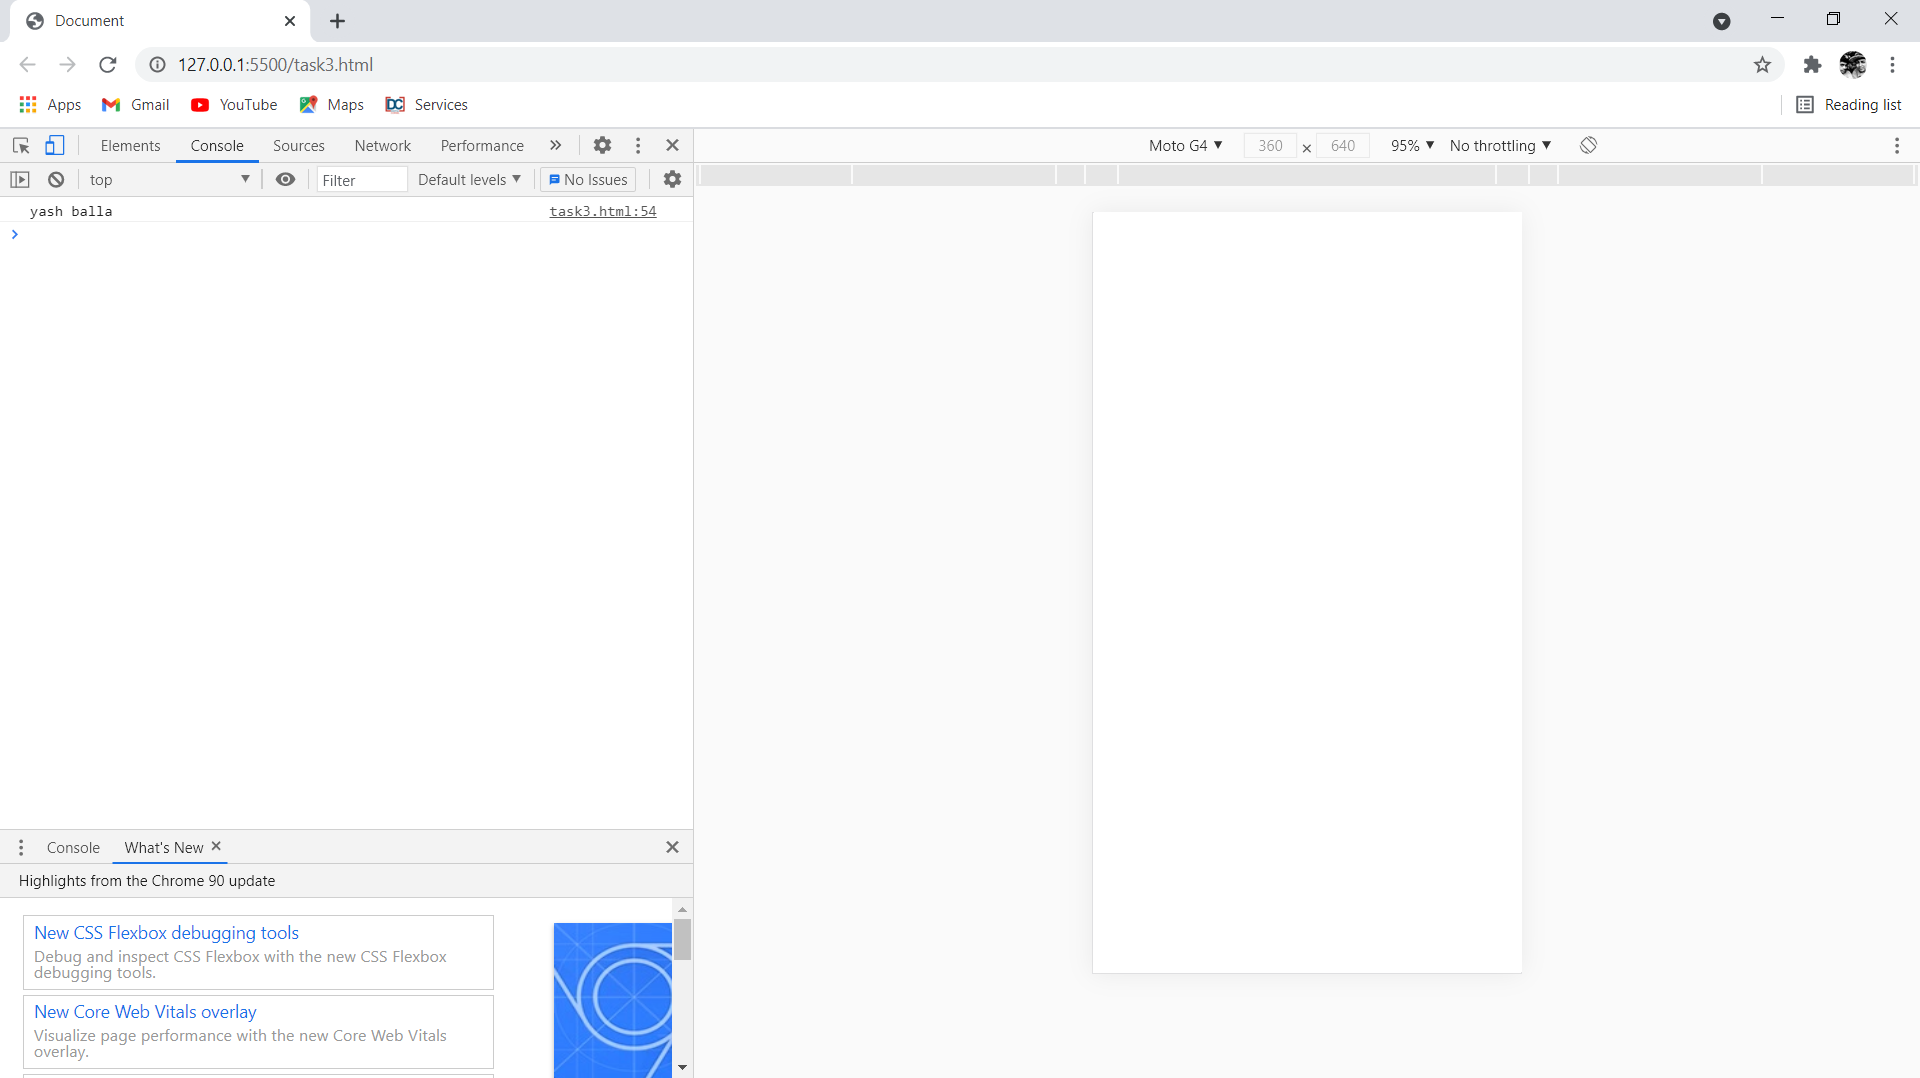 Document
127.0.0.1:5500/task3.html
Apps Gmail YouTube Maps Services Reading list
Elements Console Sources Network Performance
Moto G4 360 × 640 95% No throttling
top Filter Default levels No Issues
yash balla task3.html:54
Console What's New
Highlights from the Chrome 90 update
New CSS Flexbox debugging tools
Debug and inspect CSS Flexbox with the new CSS Flexbox
debugging tools.
New Core Web Vitals overlay
Visualize page performance with the new Core Web Vitals
overlay.